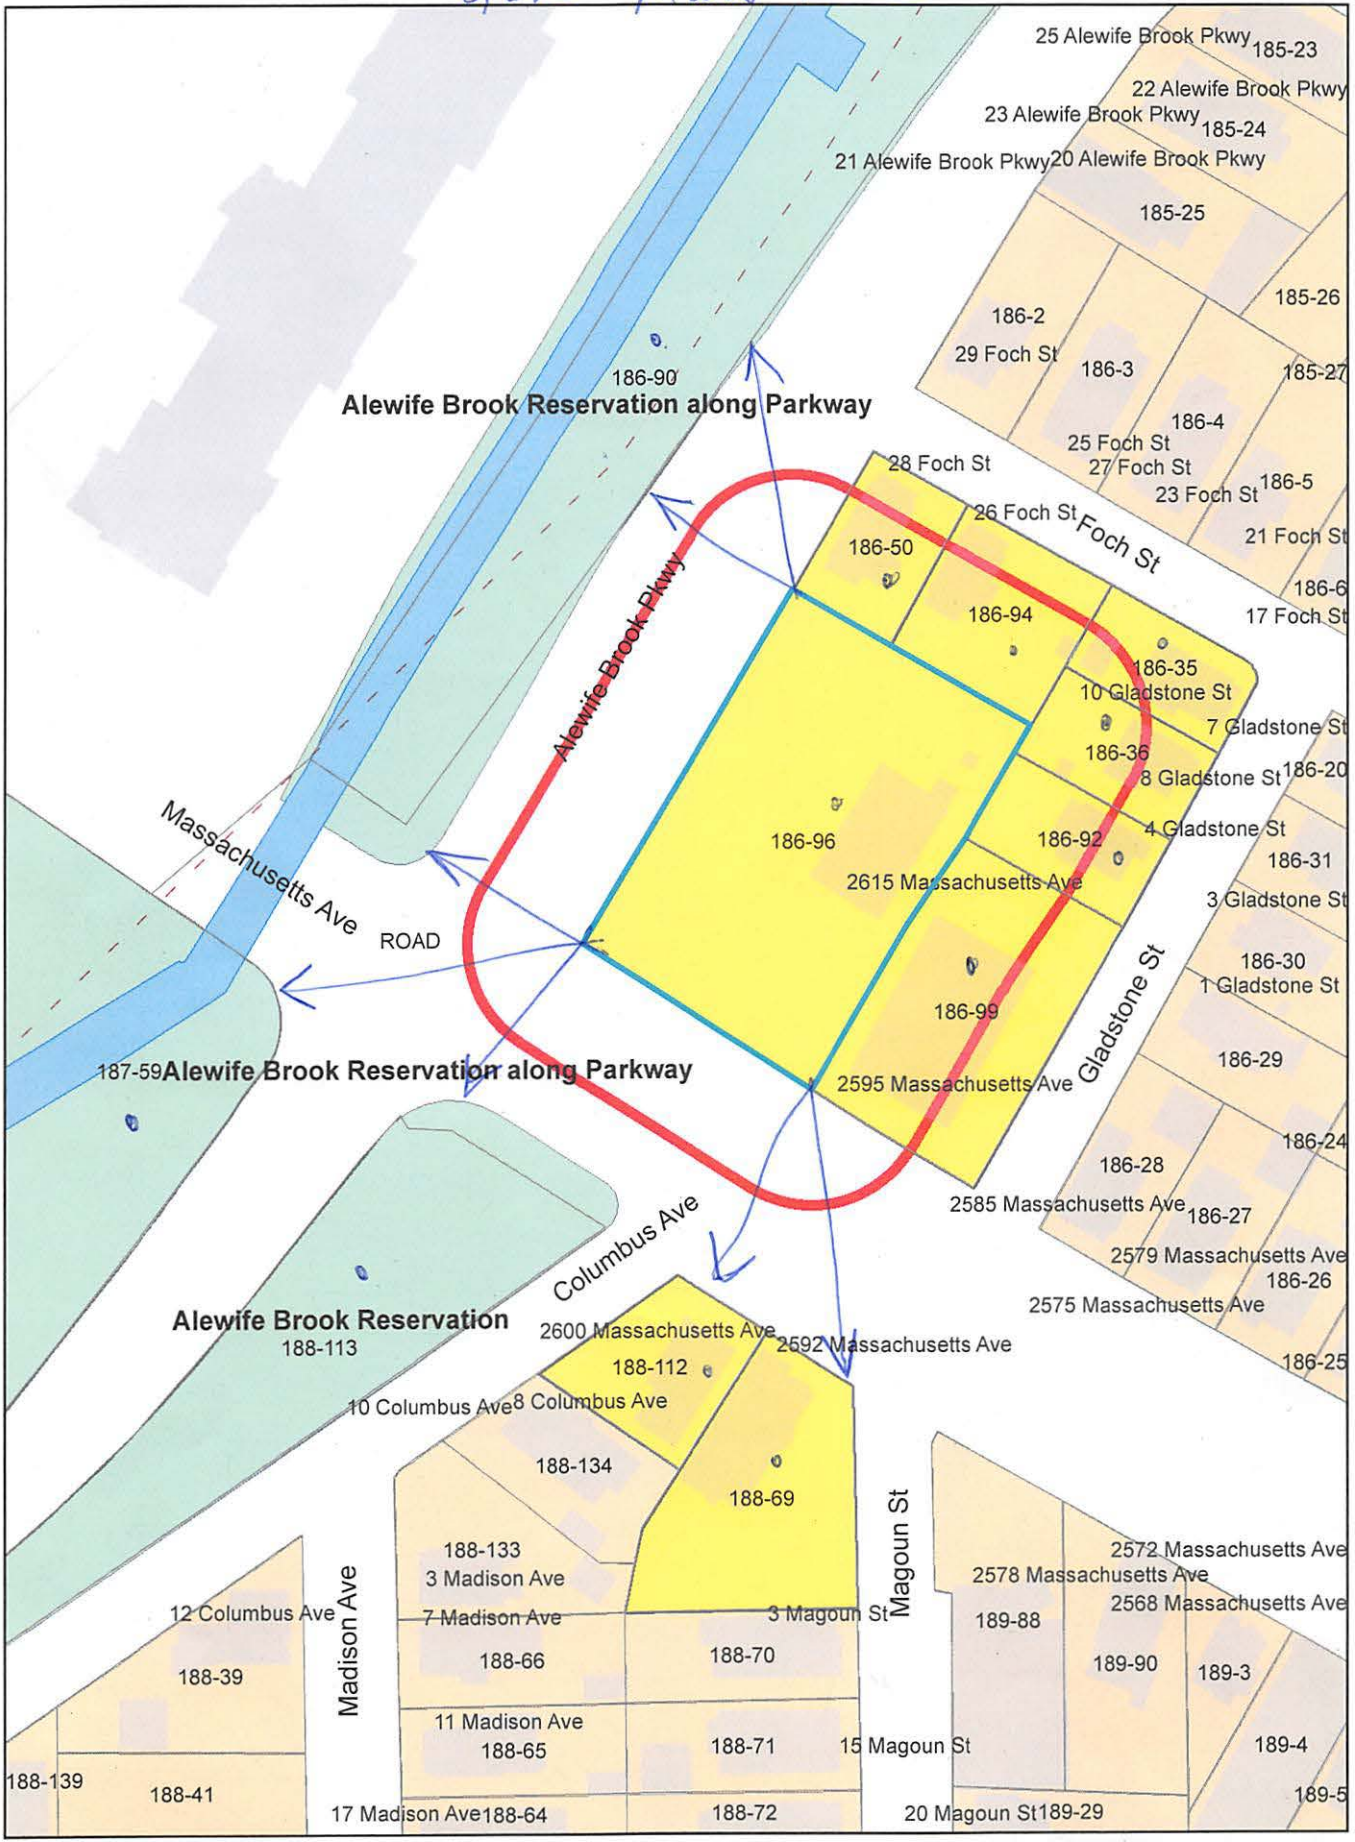 25 Alewife Brook Pkwy
185-23
22 Alewife Brook Pkwy
23 Alewife Brook Pkwy
185-24
21 Alewife Brook Pkwy
20 Alewife Brook Pkwy
185-25
185-26
186-2
29 Foch St
186-3
185-27
186-90
Alewife Brook Reservation along Parkway
186-4
25 Foch St
28 Foch St
27 Foch St
186-5
23 Foch St
26 Foch St
Foch St
21 Foch St
186-50
186-6
186-94
17 Foch St
Alewife Brook Pkwy
186-35
10 Gladstone St
7 Gladstone St
186-36
8 Gladstone St
186-20
Massachusetts Ave
186-96
186-92
4 Gladstone St
186-31
2615 Massachusetts Ave
3 Gladstone St
ROAD
186-30
1 Gladstone St
186-99
Gladstone St
187-59
Alewife Brook Reservation along Parkway
2595 Massachusetts Ave
186-29
186-24
186-28
2585 Massachusetts Ave
186-27
Columbus Ave
2579 Massachusetts Ave
186-26
2575 Massachusetts Ave
Alewife Brook Reservation
188-113
2600 Massachusetts Ave
2592 Massachusetts Ave
186-25
188-112
10 Columbus Ave
8 Columbus Ave
188-134
188-69
Magoun St
188-133
3 Madison Ave
2572 Massachusetts Ave
2578 Massachusetts Ave
2568 Massachusetts Ave
12 Columbus Ave
Madison Ave
7 Madison Ave
3 Magoun St
189-88
188-39
188-66
188-70
189-90
189-3
11 Madison Ave
188-65
188-71
15 Magoun St
189-4
188-139
188-41
189-5
17 Madison Ave
188-64
188-72
20 Magoun St
189-29